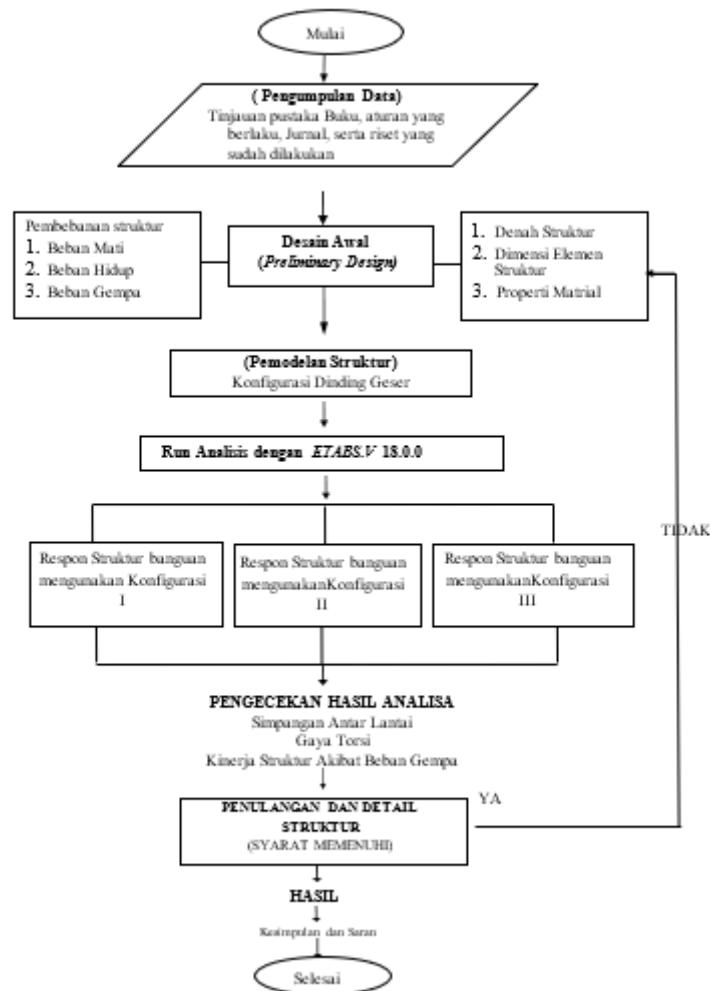 Mulai
( Pengumpulan Data)
Tinjauan pustaka Buku, aturan yang
berlaku, Jurnal, serta riset yang
sudah dilakukan
Pembebanan struktur
1. Beban Mati
2. Beban Hidup
3. Beban Gempa
Desain Awal
(Preliminary Design)
1. Denah Struktur
2. Dimensi Elemen
Struktur
3. Properti Matrial
(Pemodelan Struktur)
Konfigurasi Dinding Geser
Run Analisis dengan ETABS.V 18.0.0
TIDAK
Respon Struktur banguan
mengunakan Konfigurasi
I
Respon Struktur banguan
mengunakanKonfigurasi
II
Respon Struktur banguan
mengunakanKonfigurasi
III
PENGECEKAN HASIL ANALISA
Simpangan Antar Lantai
Gaya Torsi
Kinerja Struktur Akibat Beban Gempa
YA
PENULANGAN DAN DETAIL
STRUKTUR
(SYARAT MEMENUHI)
HASIL
Kesimpulan dan Saran
Selesai